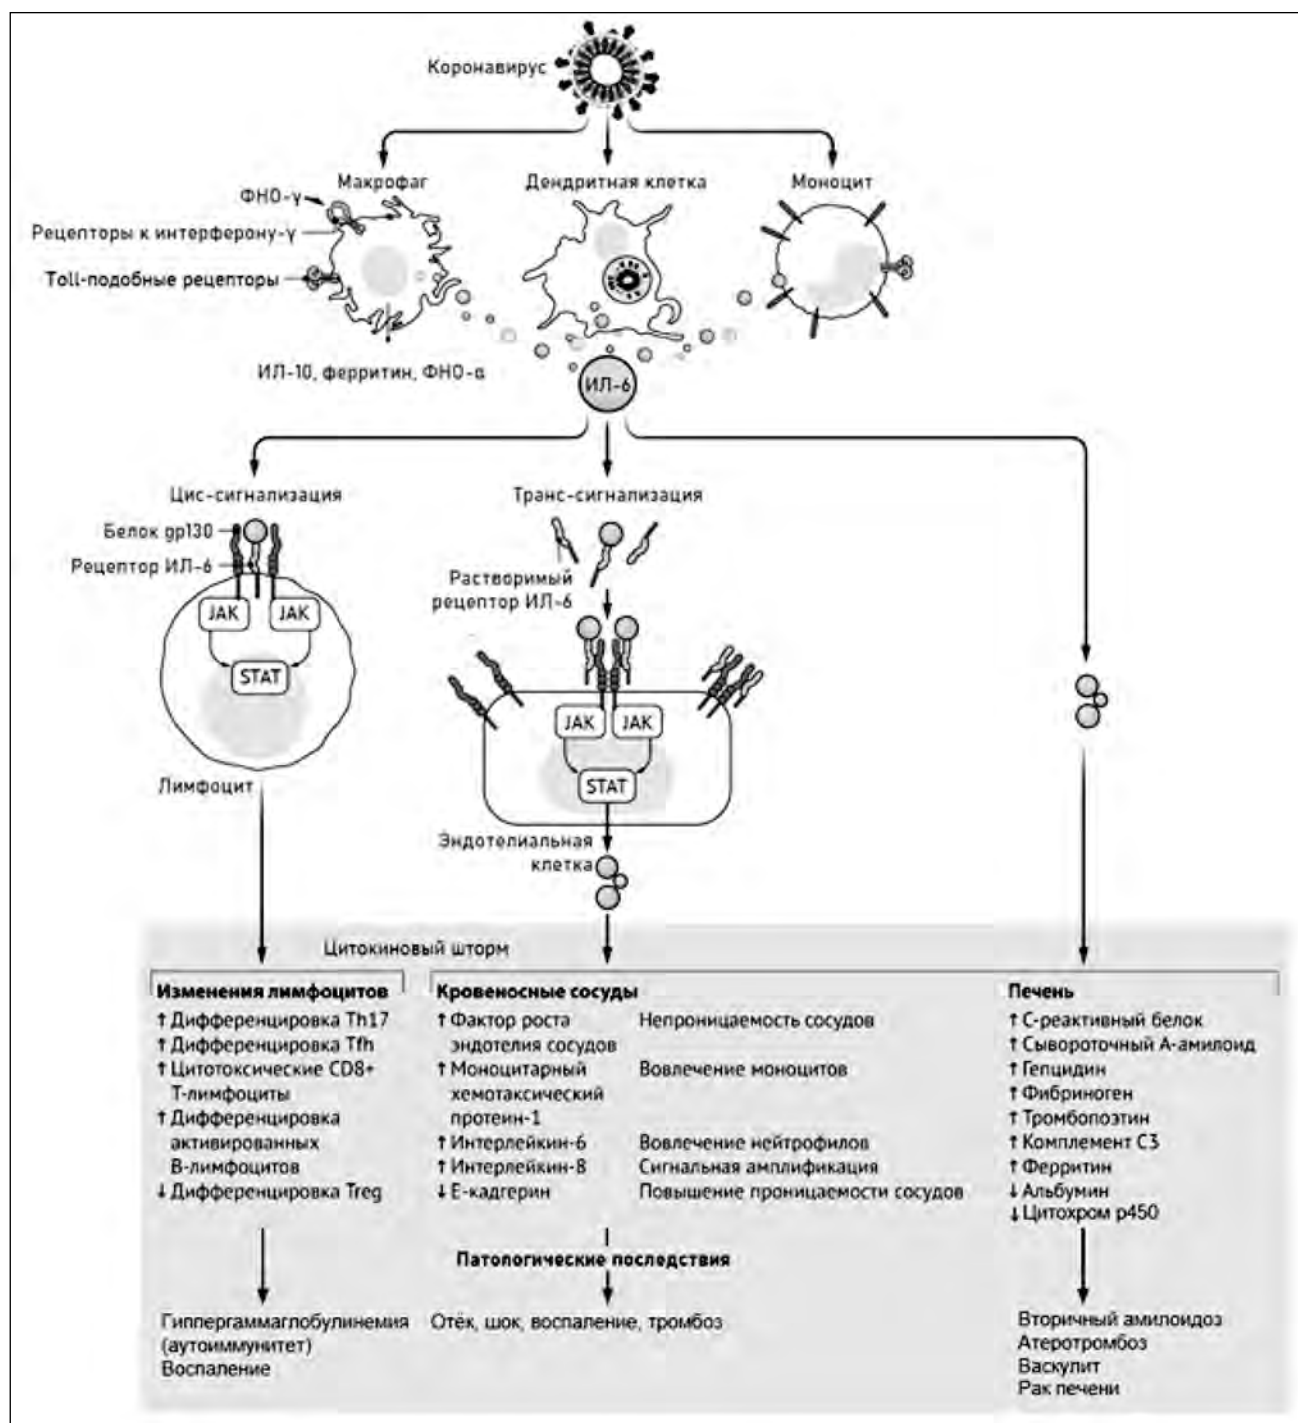 Коронавирус
Макрофаг
Дендритная клетка
Моноцит
ФНО-γ
Рецепторы к интерферону-γ
Toll-подобные рецепторы
ИЛ-10, ферритин, ФНО-α
ИЛ-6
Цис-сигнализация
Белок gp130
Рецептор ИЛ-6
JAK JAK
STAT
Лимфоцит
Транс-сигнализация
Растворимый
рецептор ИЛ-6
JAK JAK
STAT
Эндотелиальная
клетка
Цитокиновый шторм
Изменения лимфоцитов
↑ Дифференцировка Th17
↑ Дифференцировка Tfh
↑ Цитотоксические CD8+
Т-лимфоциты
↑ Дифференцировка
активированных
В-лимфоцитов
↓ Дифференцировка Treg
Кровеносные сосуды
↑ Фактор роста Непроницаемость сосудов
эндотелия сосудов
↑ Моноцитарный Вовлечение моноцитов
хемотаксический
протеин-1
↑ Интерлейкин-6 Вовлечение нейтрофилов
↑ Интерлейкин-8 Сигнальная амплификация
↓ Е-кадгерин Повышение проницаемости сосудов
Печень
↑ С-реактивный белок
↑ Сывороточный А-амилоид
↑ Гепцидин
↑ Фибриноген
↑ Тромбопоэтин
↑ Комплемент С3
↑ Ферритин
↓ Альбумин
↓ Цитохром р450
Патологические последствия
Гиппергаммаглобулинемия
(аутоиммунитет)
Воспаление
Отёк, шок, воспаление, тромбоз
Вторичный амилоидоз
Атеротромбоз
Васкулит
Рак печени